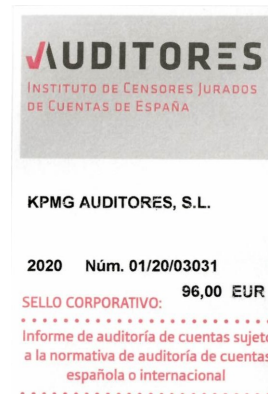 AUDITORES
INSTITUTO DE CENSORES JURADOS
DE CUENTAS DE ESPAÑA
KPMG AUDITORES, S.L.
2020 Núm. 01/20/03031
96,00 EUR
SELLO CORPORATIVO:
Informe de auditoría de cuentas sujeto
a la normativa de auditoría de cuentas
española o internacional